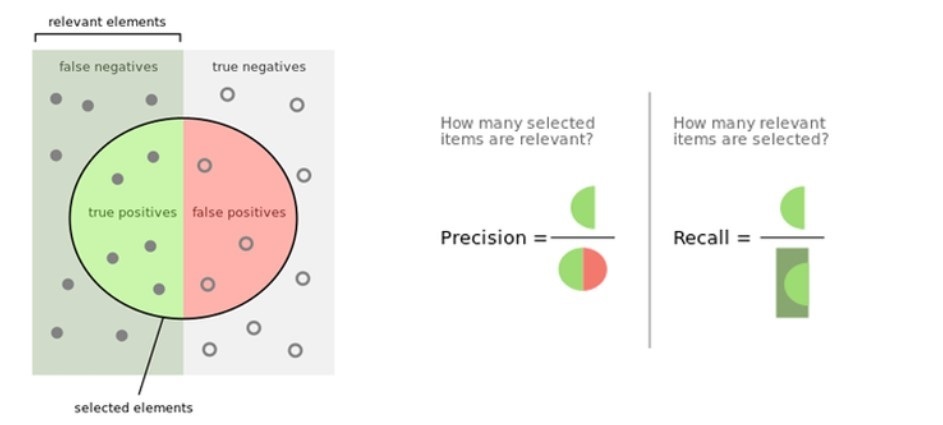 relevant elements
false negatives
true negatives
true positives
false positives
selected elements
How many selected
items are relevant?
Precision =
How many relevant
items are selected?
Recall =